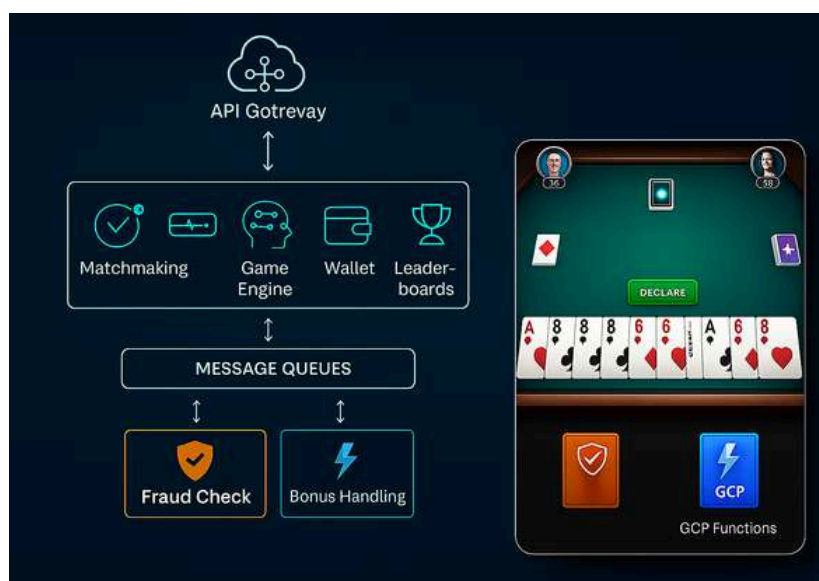 API Gotrevay
Matchmaking
Game
Engine
Wallet
Leader-
boards
MESSAGE QUEUES
Fraud Check
Bonus Handling
36
58
DECLARE
A 8 8 8 6 6 A 6 8
GCP
GCP Functions